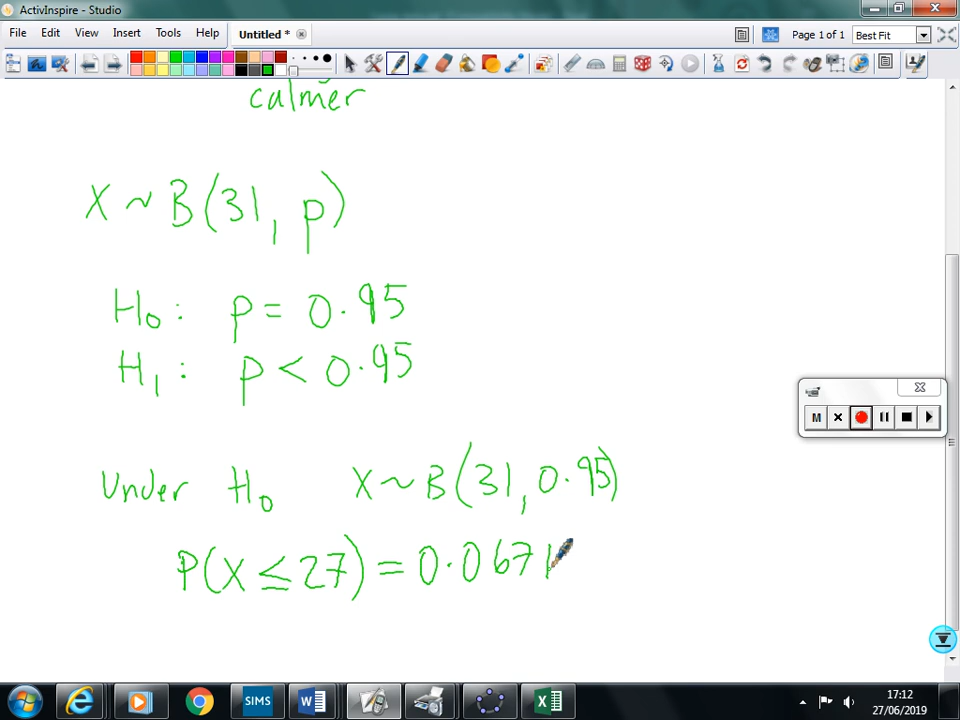 ActivInspire - Studio
File Edit View Insert Tools Help Untitled * Page 1 of 1 Best Fit
calmer
X ~ B(31, p)
H₀ : p = 0.95
H₁ : p < 0.95
M
Under H₀ X ~ B(31, 0.95)
P(X ≤ 27) = 0.0671
SIMS
17:12
27/06/2019